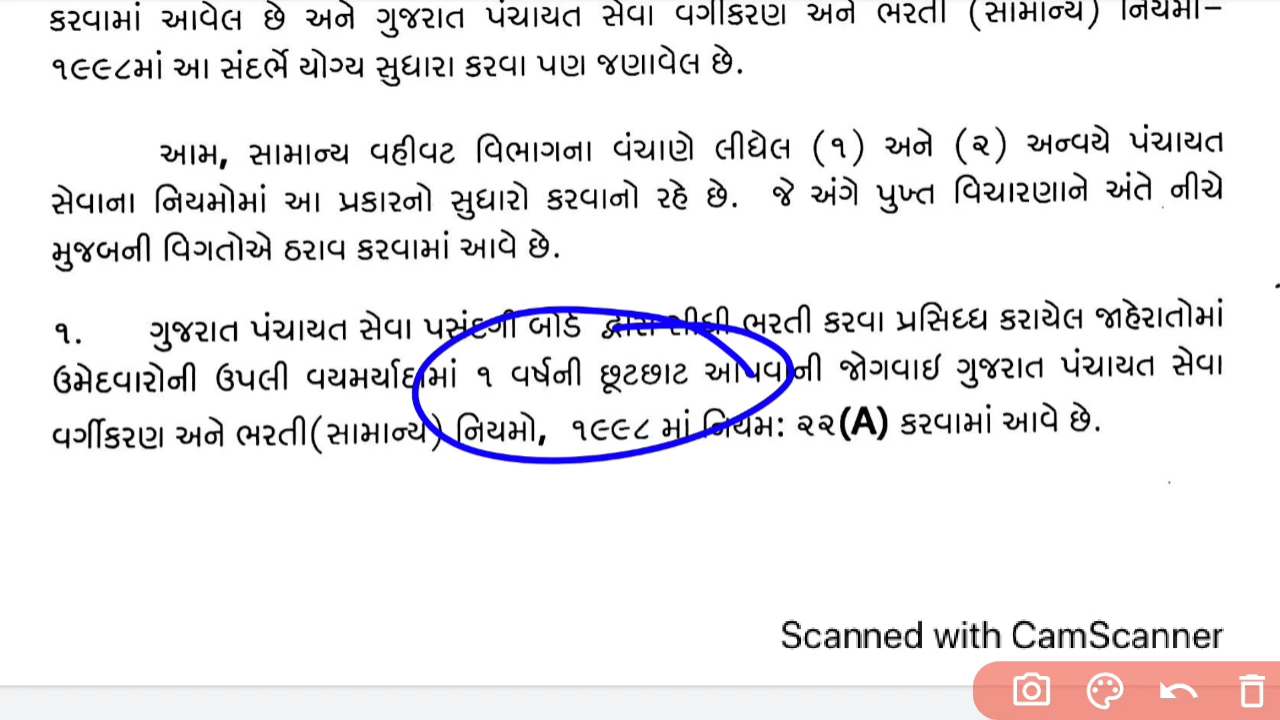 કરવામાં આવેલ છે અને ગુજરાત પંચાયત સેવા વર્ગીકરણ અને ભરતી (સામાન્ય) નિયમો–
૧૯૯૮માં આ સંદર્ભે યોગ્ય સુધારા કરવા પણ જણાવેલ છે.
આમ, સામાન્ય વહીવટ વિભાગના વંચાણે લીધેલ (૧) અને (૨) અન્વયે પંચાયત
સેવાના નિયમોમાં આ પ્રકારનો સુધારો કરવાનો રહે છે. જે અંગે પુખ્ત વિચારણાને અંતે નીચે
મુજબની વિગતોએ ઠરાવ કરવામાં આવે છે.
૧. ગુજરાત પંચાયત સેવા પસંદગી બોર્ડ દ્વારા સીધી ભરતી કરવા પ્રસિધ્ધ કરાયેલ જાહેરાતોમાં
ઉમેદવારોની ઉપલી વયમર્યાદામાં ૧ વર્ષની છૂટછાટ આપવાની જોગવાઇ ગુજરાત પંચાયત સેવા
વર્ગીકરણ અને ભરતી(સામાન્ય) નિયમો, ૧૯૯૮ માં નિયમ: ૨૨(A) કરવામાં આવે છે.
Scanned with CamScanner